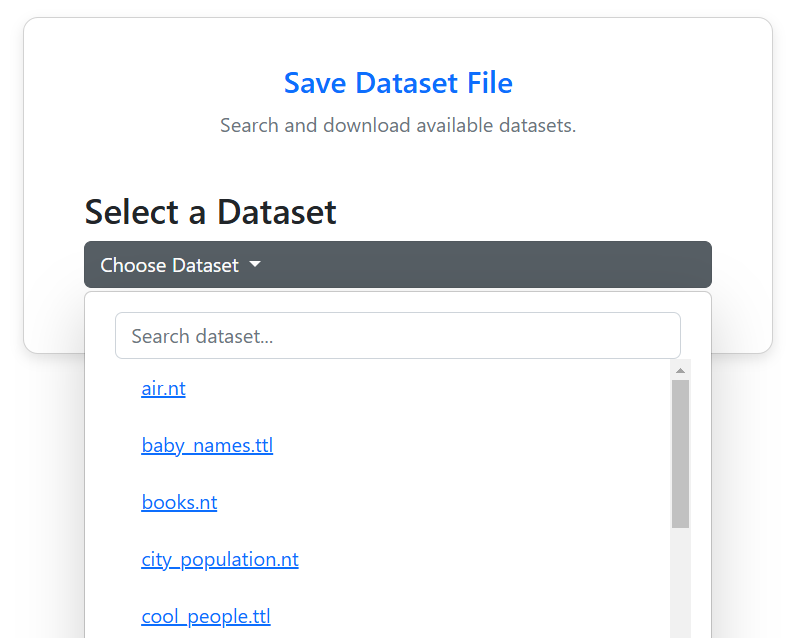 Save Dataset File
Search and download available datasets.
Select a Dataset
Choose Dataset
Search dataset...
air.nt
baby_names.ttl
books.nt
city_population.nt
cool_people.ttl